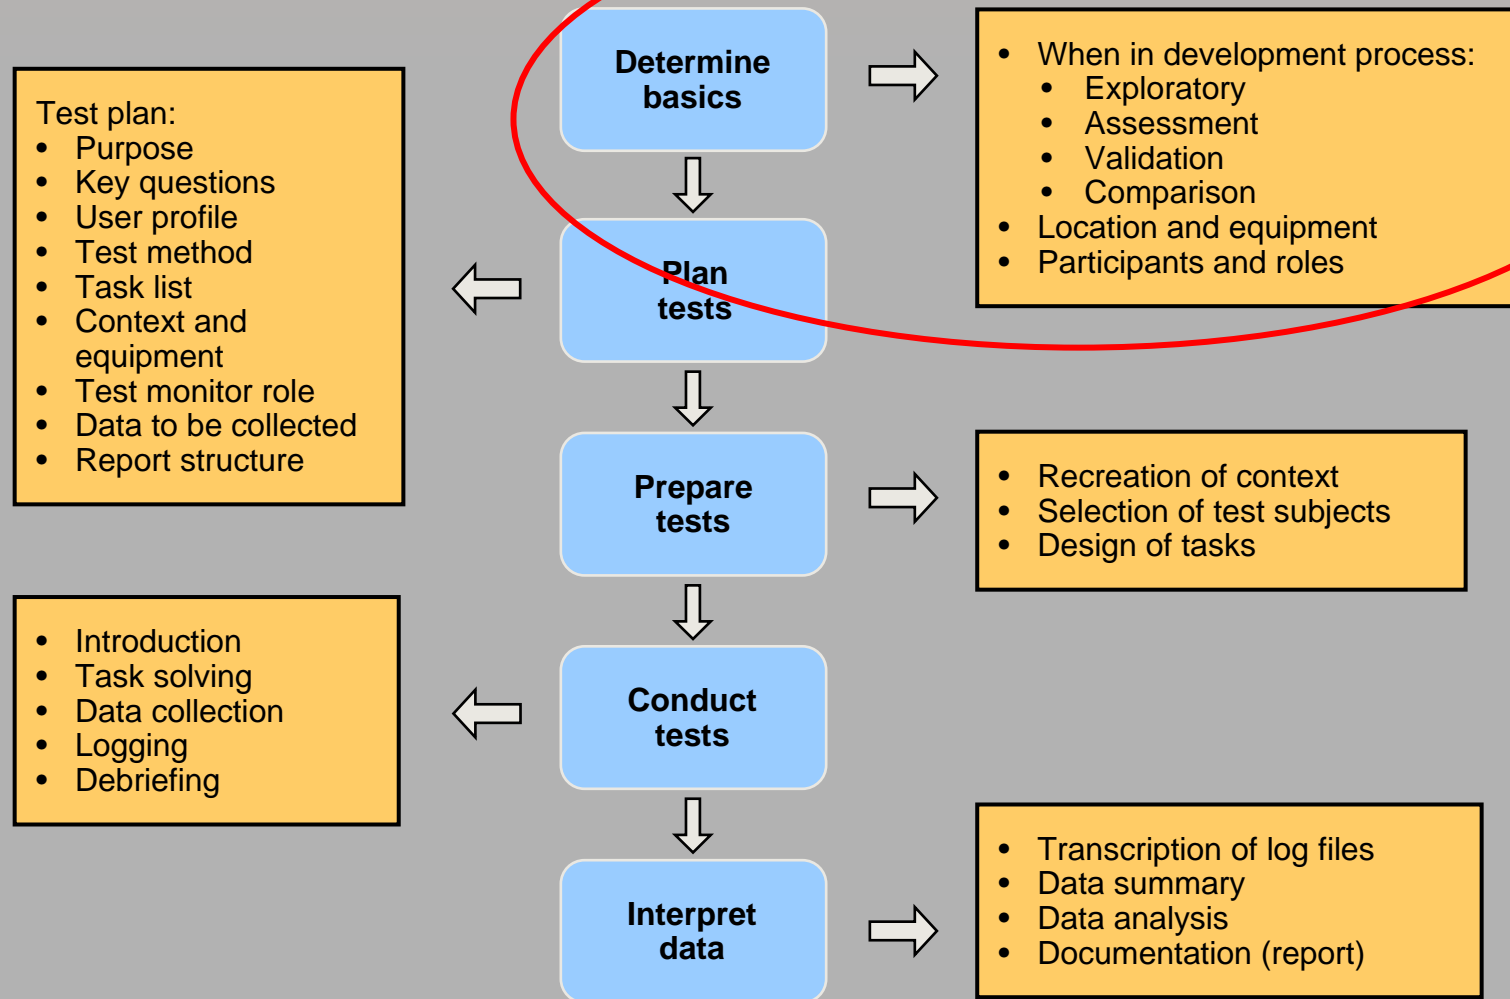 Determine
basics
• When in development process:
• Exploratory
• Assessment
• Validation
• Comparison
• Location and equipment
• Participants and roles
Test plan:
• Purpose
• Key questions
• User profile
• Test method
• Task list
• Context and
equipment
• Test monitor role
• Data to be collected
• Report structure
Plan
tests
Prepare
tests
• Recreation of context
• Selection of test subjects
• Design of tasks
• Introduction
• Task solving
• Data collection
• Logging
• Debriefing
Conduct
tests
Interpret
data
• Transcription of log files
• Data summary
• Data analysis
• Documentation (report)